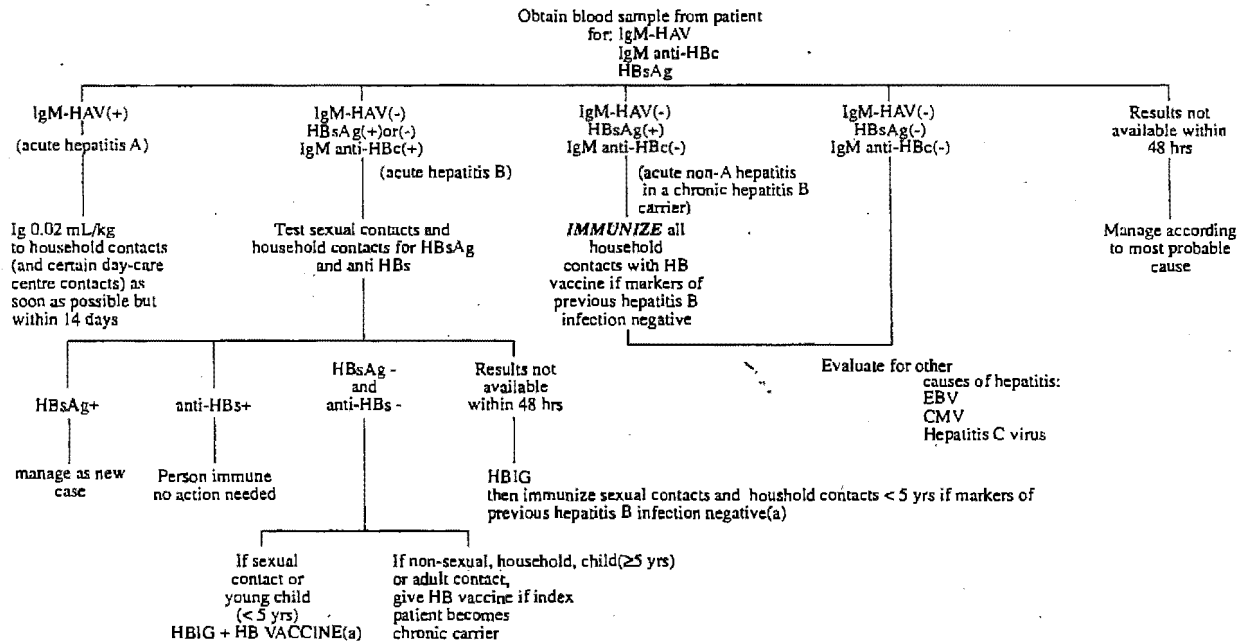 Obtain blood sample from patient
for: IgM-HAV
IgM anti-HBc
HBsAg
IgM-HAV(+)
(acute hepatitis A)
Ig 0.02 mL/kg
to household contacts
(and certain day-care
centre contacts) as
soon as possible but
within 14 days
IgM-HAV(-)
HBsAg(+)or(-)
IgM anti-HBc(+)
(acute hepatitis B)
Test sexual contacts and
household contacts for HBsAg
and anti HBs
IgM-HAV(-)
HBsAg(+)
IgM anti-HBc(-)
(acute non-A hepatitis
in a chronic hepatitis B
carrier)
IMMUNIZE all
household
contacts with HB
vaccine if markers of
previous hepatitis B
infection negative
IgM-HAV(-)
HBsAg(-)
IgM anti-HBc(-)
Results not
available within
48 hrs
Manage according
to most probable
cause
HBsAg+
manage as new
case
anti-HBs+
Person immune
no action needed
HBsAg -
and
anti-HBs -
Results not
available
within 48 hrs
HBIG
then immunize sexual contacts and houshold contacts < 5 yrs if markers of
previous hepatitis B infection negative(a)
Evaluate for other
causes of hepatitis:
EBV
CMV
Hepatitis C virus
If sexual
contact or
young child
(< 5 yrs)
HBIG + HB VACCINE(a)
If non-sexual, household, child(≥5 yrs)
or adult contact,
give HB vaccine if index
patient becomes
chronic carrier